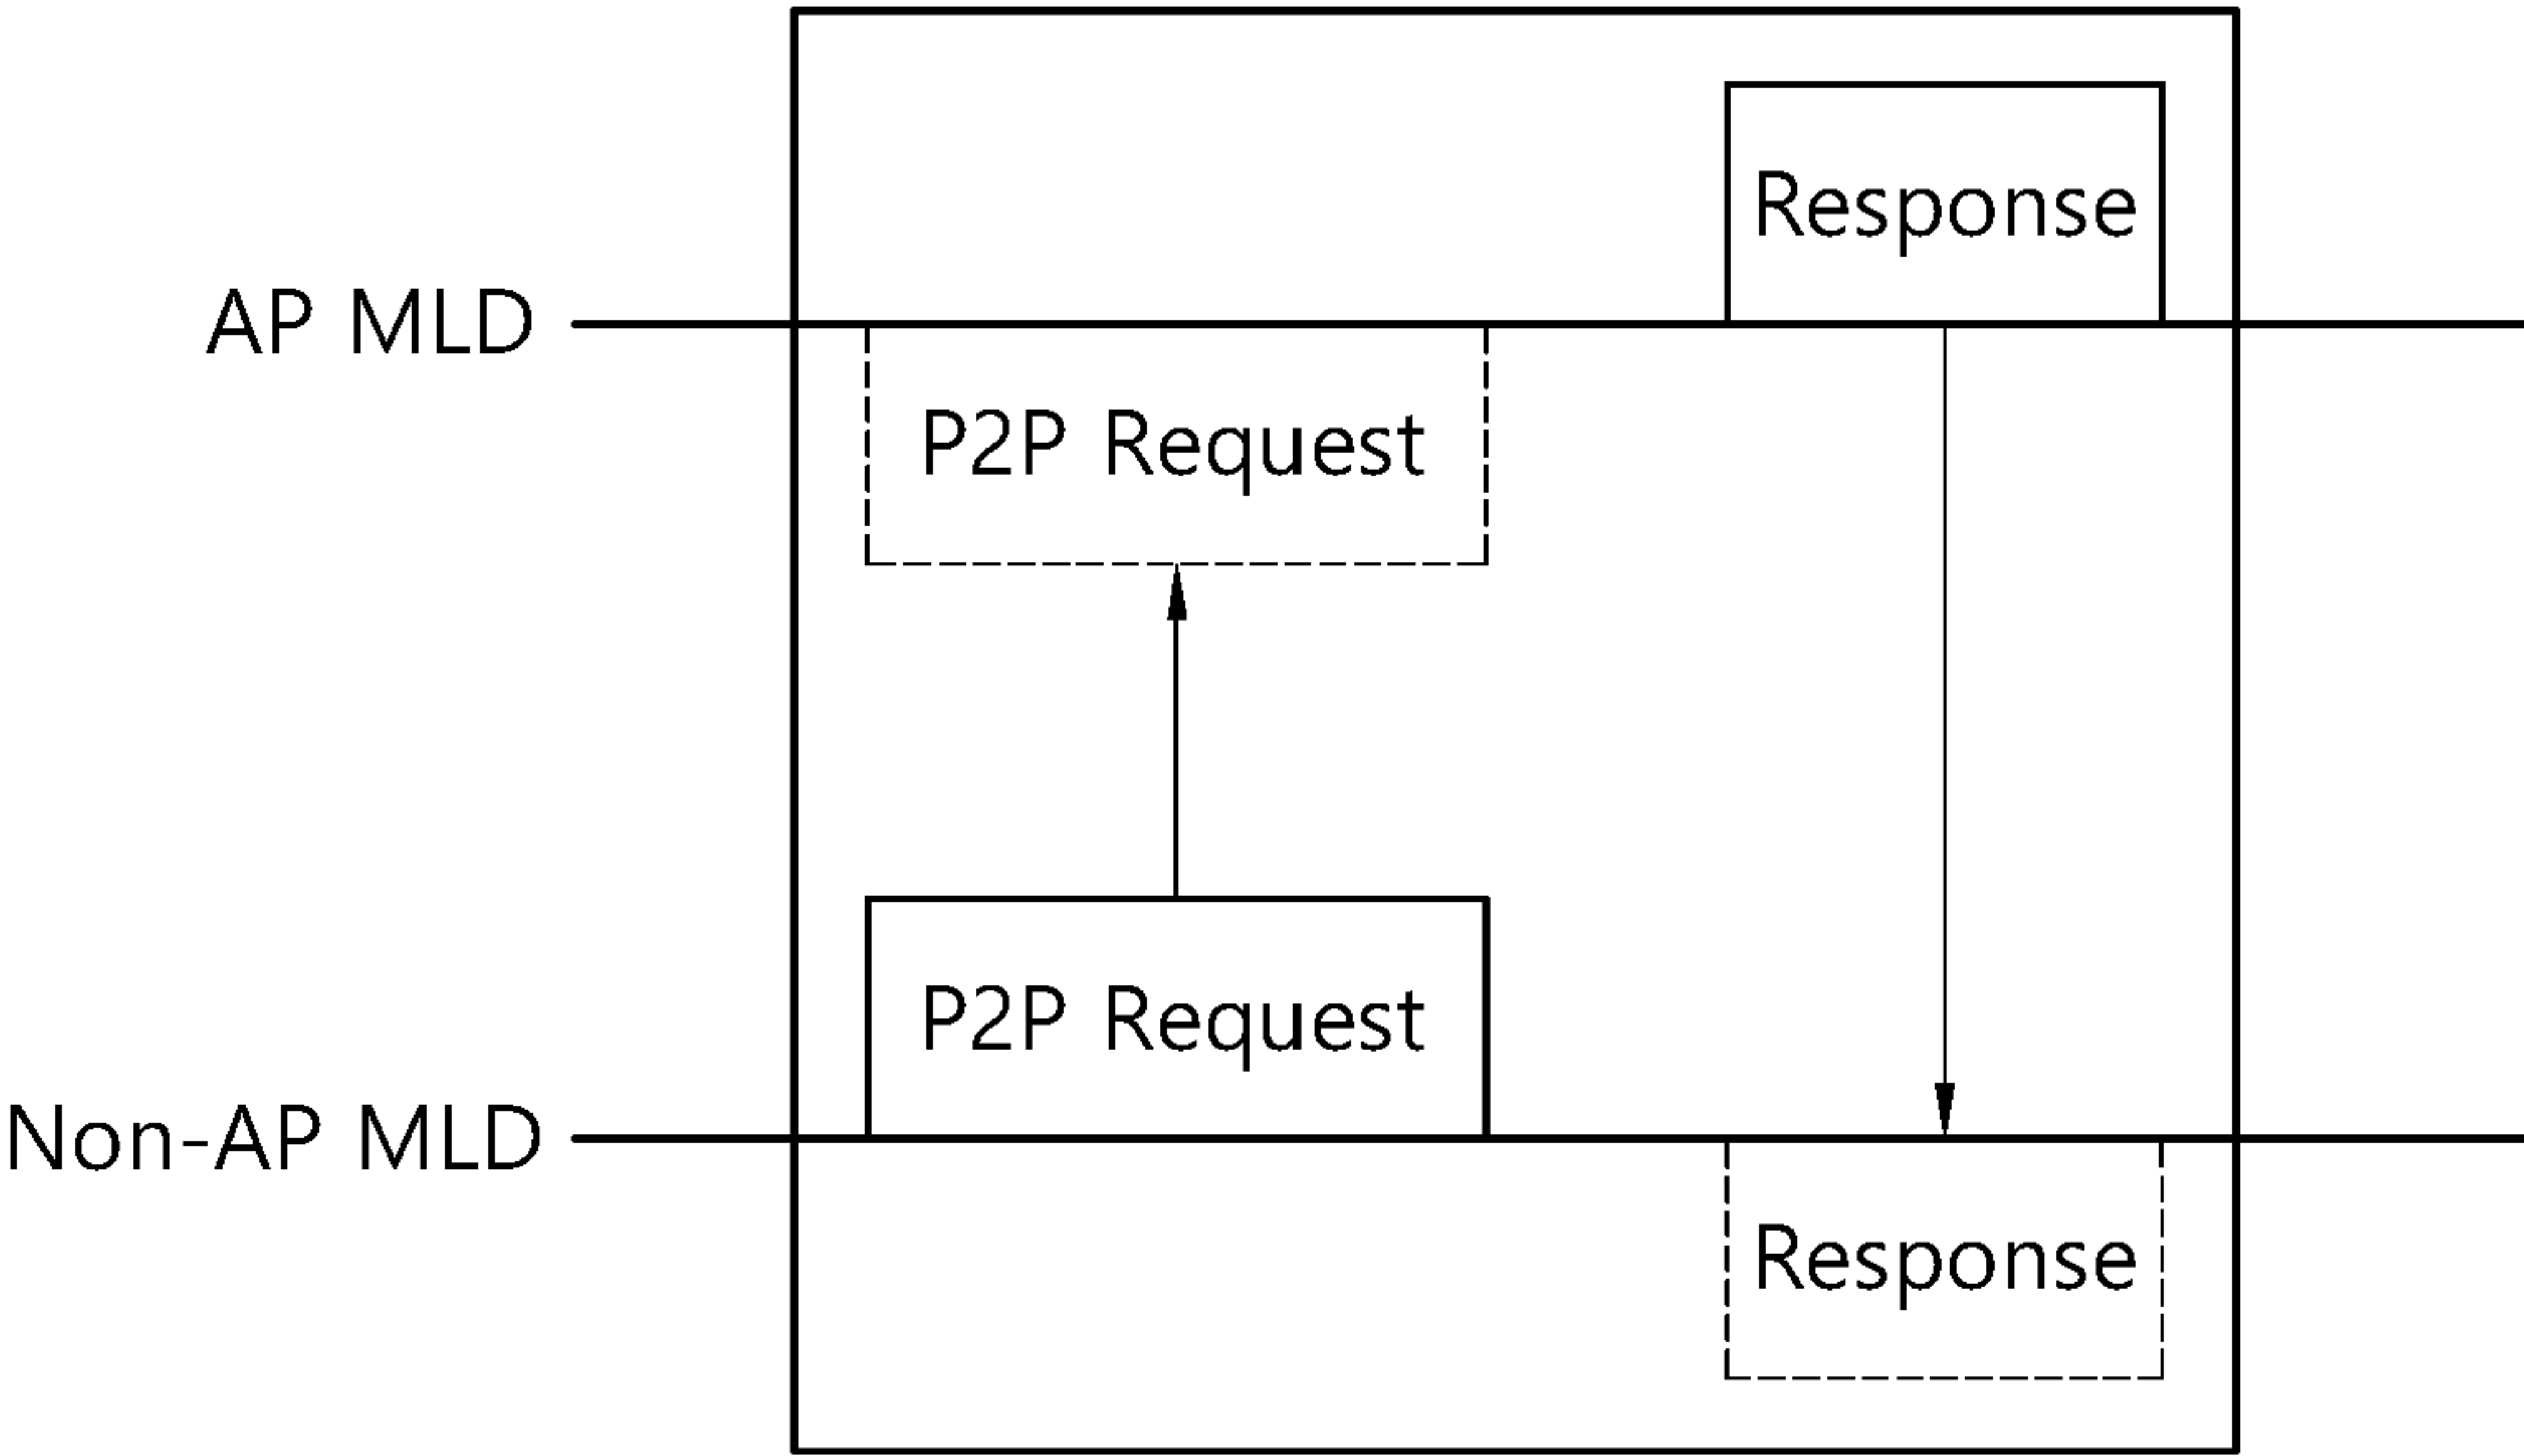 Response
AP MLD
P2P Request
P2P Request
Non-AP MLD
Response